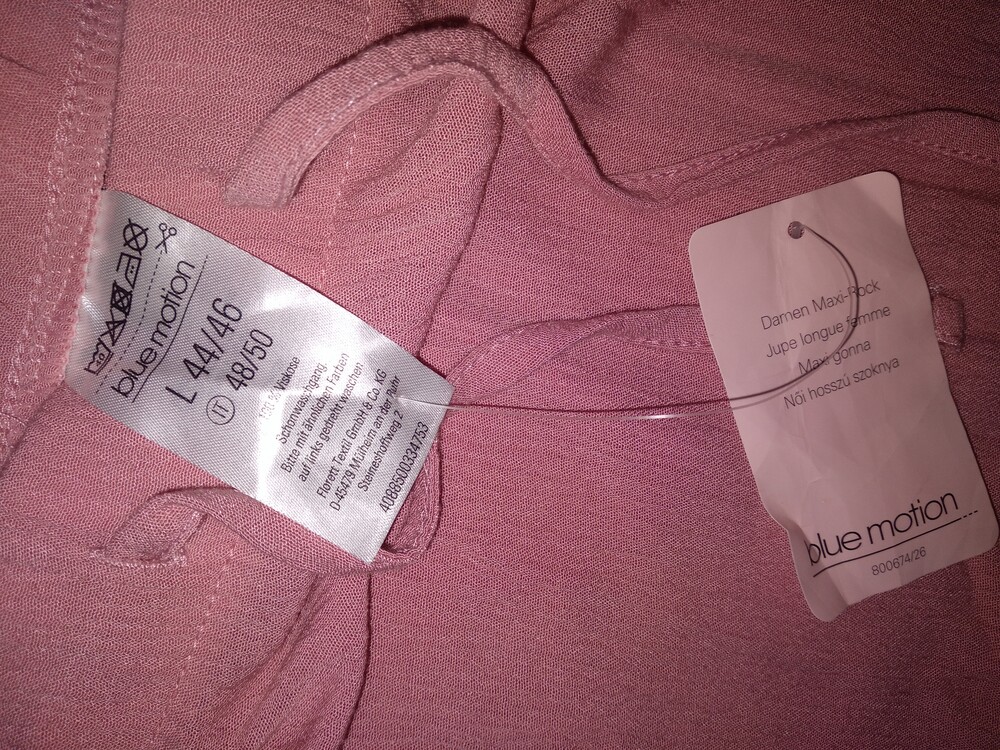 blue motion
L 44/46
IT 48/50
100 % Viskose
Schonwaschgang.
Bitte mit ähnlichen Farben
auf links gedreht waschen.
Florett Textil GmbH & Co. KG
D-45479 Mülheim an der Ruhr
Steineshoffweg 2
4088500334753
Damen Maxi-Rock
Jupe longue femme
Maxi gonna
Női hosszú szoknya
blue motion
800674/26